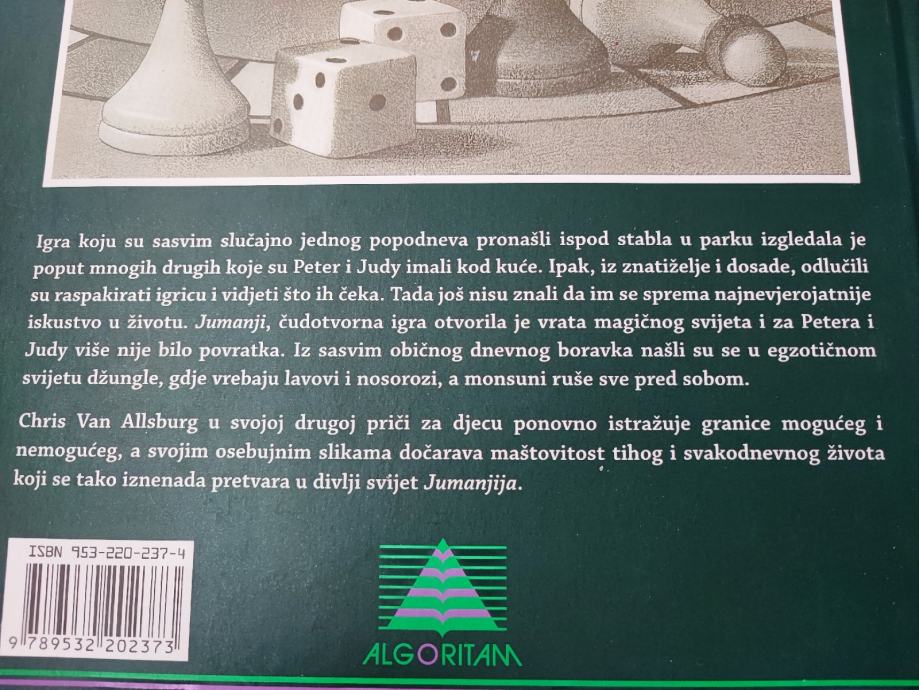 Igra koju su sasvim slučajno jednog popodneva pronašli ispod stabla u parku izgledala je
poput mnogih drugih koje su Peter i Judy imali kod kuće. Ipak, iz znatiželje i dosade, odlučili
su raspakirati igricu i vidjeti što ih čeka. Tada još nisu znali da im se sprema najnevjerojatnije
iskustvo u životu. Jumanji, čudotvorna igra otvorila je vrata magičnog svijeta i za Petera i
Judy više nije bilo povratka. Iz sasvim običnog dnevnog boravka našli su se u egzotičnom
svijetu džungle, gdje vrebaju lavovi i nosorozi, a monsuni ruše sve pred sobom.
Chris Van Allsburg u svojoj drugoj priči za djecu ponovno istražuje granice mogućeg i
nemogućeg, a svojim osebujnim slikama dočarava maštovitost tihog i svakodnevnog života
koji se tako iznenada pretvara u divlji svijet Jumanjija.
ISBN 953-220-237-4
9 789532 202373
ALGORITAM